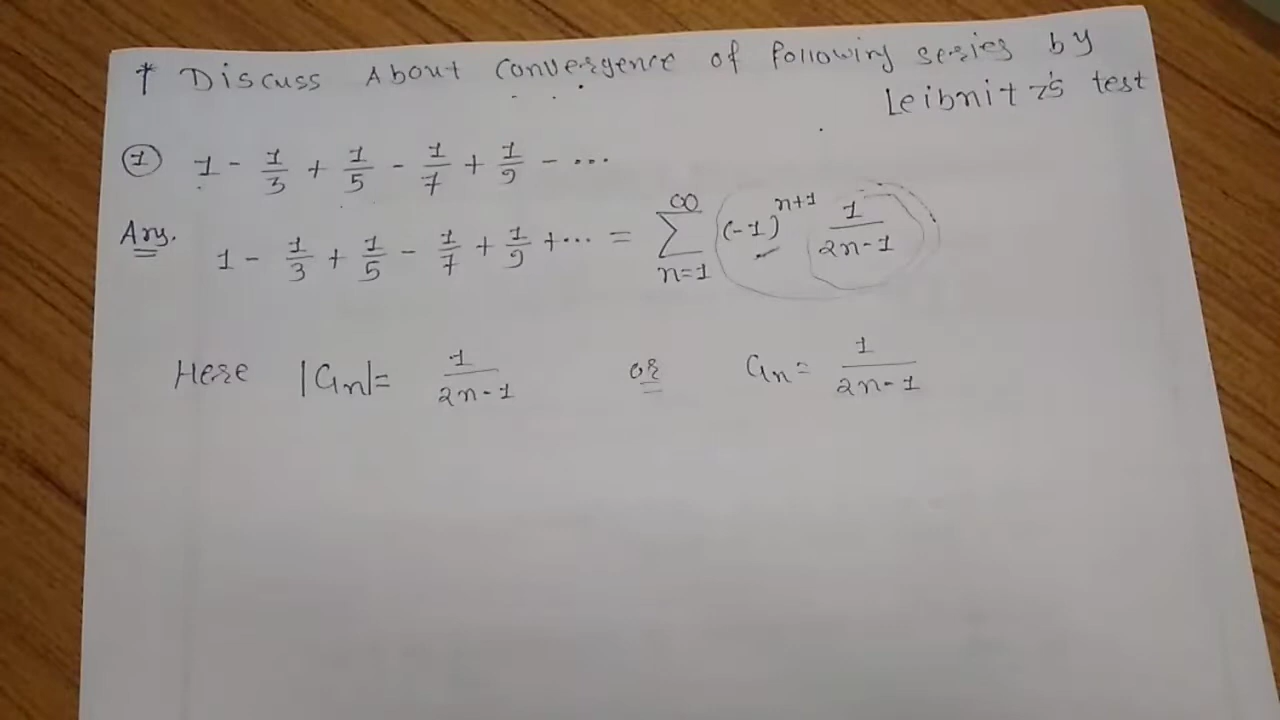 * Discuss About convergence of following series by
Leibnitz's test
① 1 - 1/3 + 1/5 - 1/7 + 1/9 - ...
Ans. 1 - 1/3 + 1/5 - 1/7 + 1/9 + ... = ∑_{n=1}^{∞} (-1)^{n+1} 1/(2n-1)
Here |an| = 1/(2n-1) or an = 1/(2n-1)